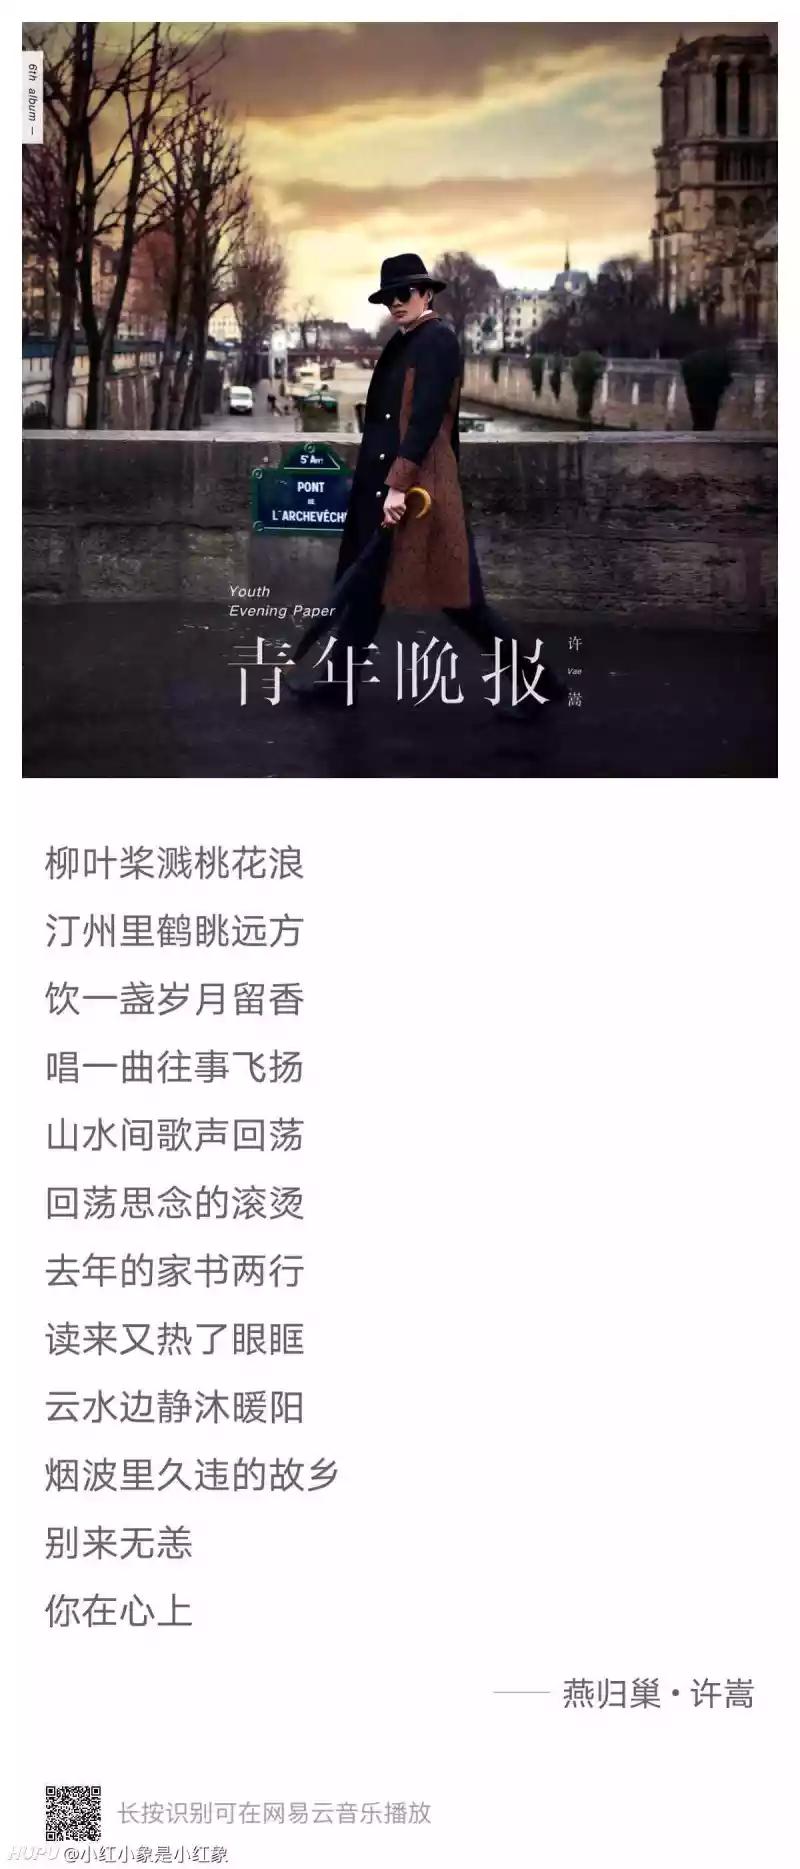 6th album —
5e Arrt
PONT
DE
L'ARCHEVÊCH
Youth
Evening Paper
青年晚报
许
Vae
嵩
柳叶桨溅桃花浪
汀州里鹤眺远方
饮一盏岁月留香
唱一曲往事飞扬
山水间歌声回荡
回荡思念的滚烫
去年的家书两行
读来又热了眼眶
云水边静沐暖阳
烟波里久违的故乡
别来无恙
你在心上
—— 燕归巢·许嵩
长按识别可在网易云音乐播放
HUPU @小红小象是小红象